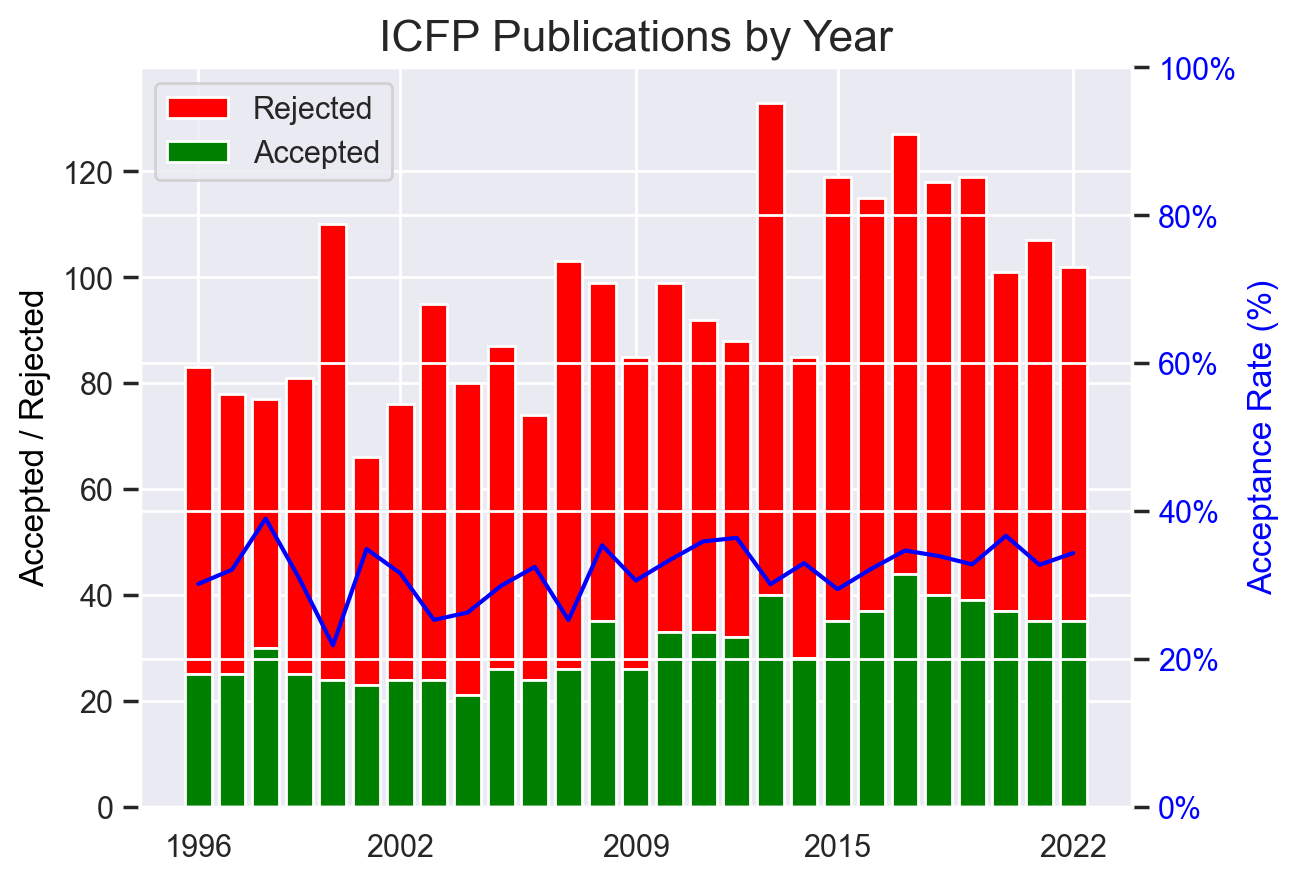 ICFP Publications by Year
Rejected
Accepted
Accepted / Rejected
120
100
80
60
40
20
0
100%
80%
60%
40%
20%
0%
Acceptance Rate (%)
1996 2002 2009 2015 2022